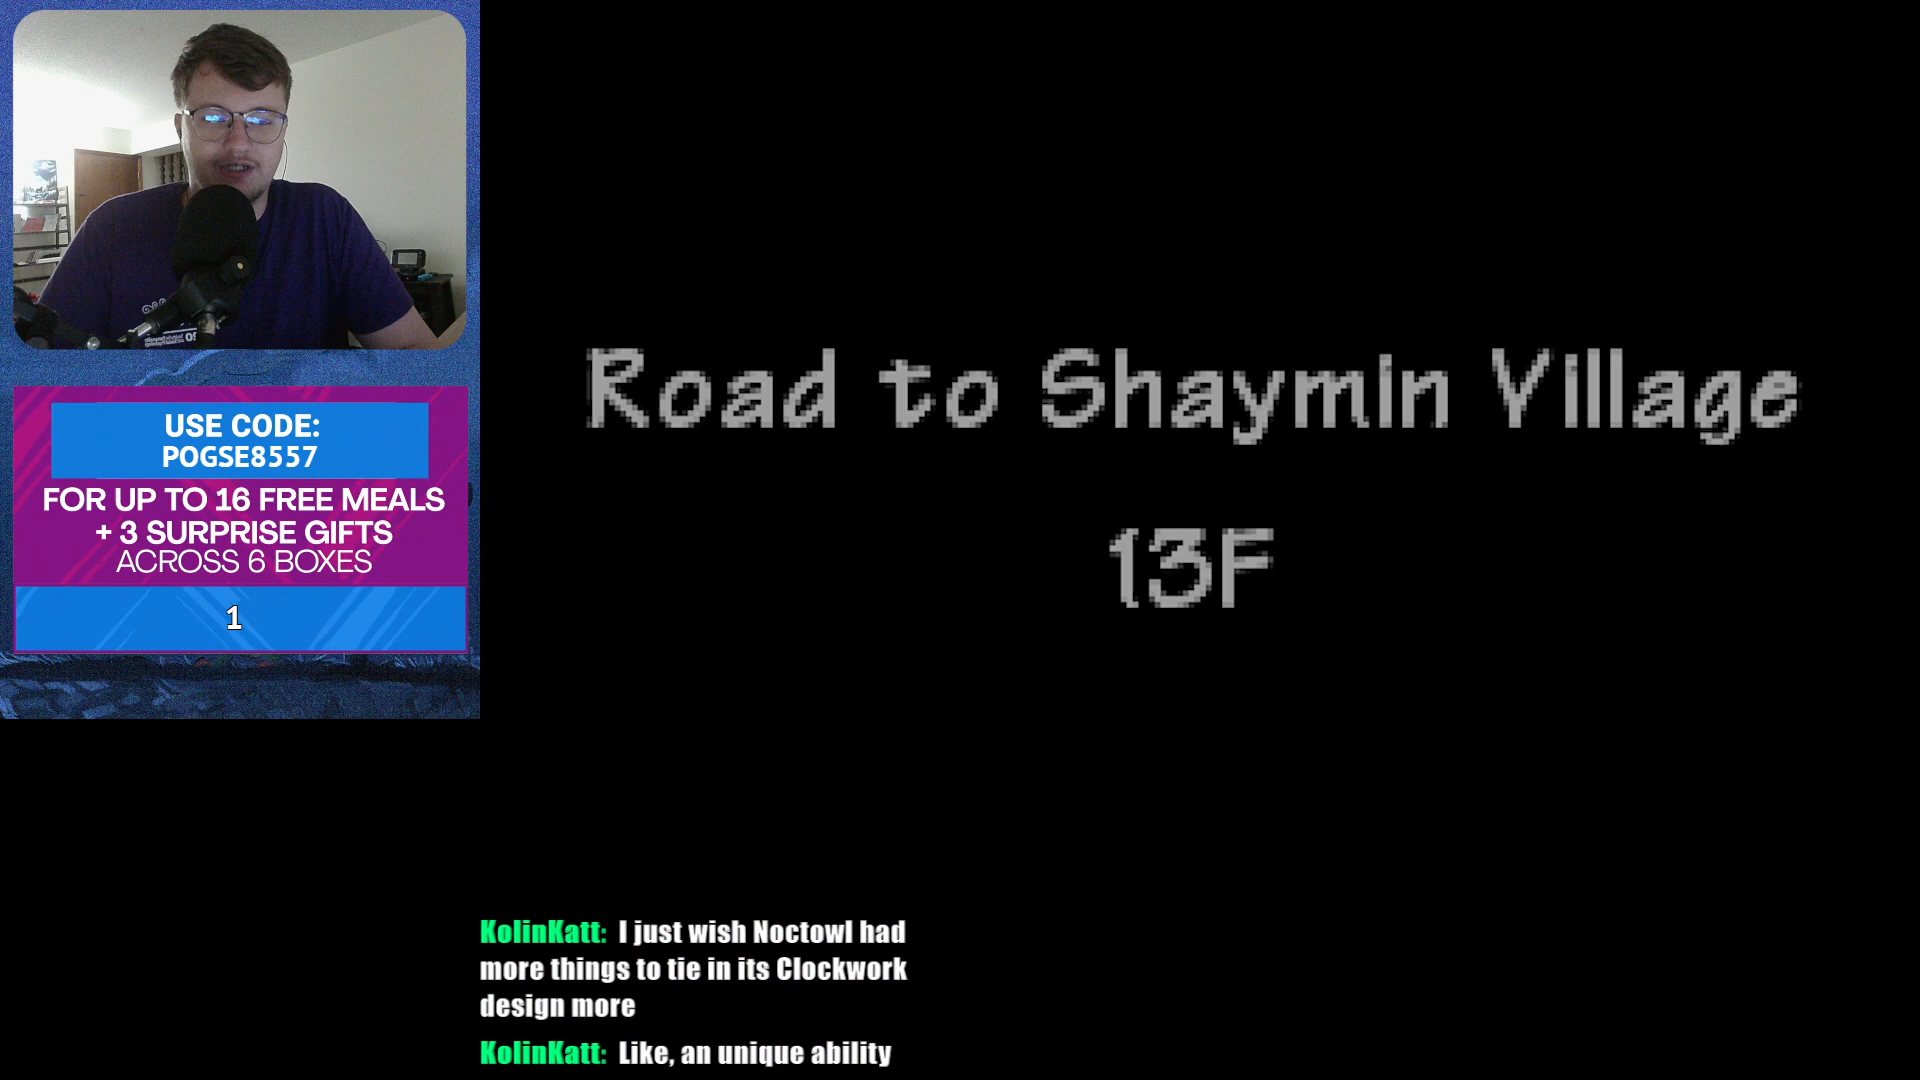 USE CODE:
POGSE8557
FOR UP TO 16 FREE MEALS
+ 3 SURPRISE GIFTS
ACROSS 6 BOXES
1
Road to Shaymin Village
13F
KolinKatt: I just wish Noctowl had
more things to tie in its Clockwork
design more
KolinKatt: Like, an unique ability